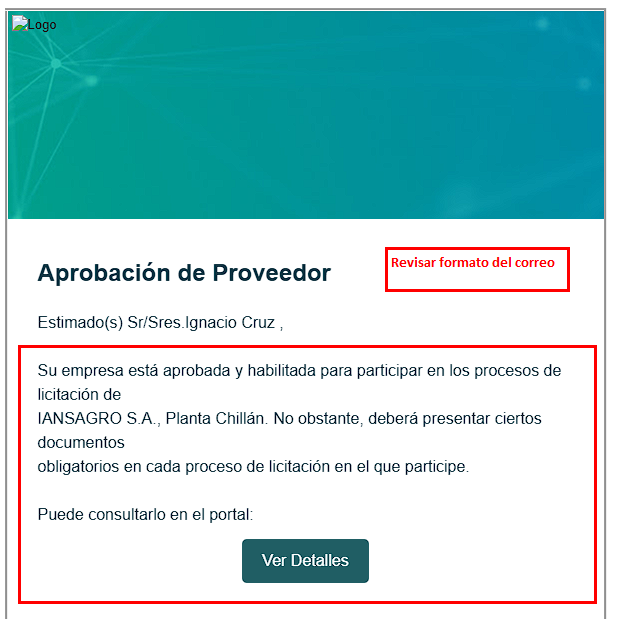 Logo
Aprobación de Proveedor
Revisar formato del correo
Estimado(s) Sr/Sres.Ignacio Cruz ,
Su empresa está aprobada y habilitada para participar en los procesos de
licitación de
IANSAGRO S.A., Planta Chillán. No obstante, deberá presentar ciertos
documentos
obligatorios en cada proceso de licitación en el que participe.
Puede consultarlo en el portal:
Ver Detalles